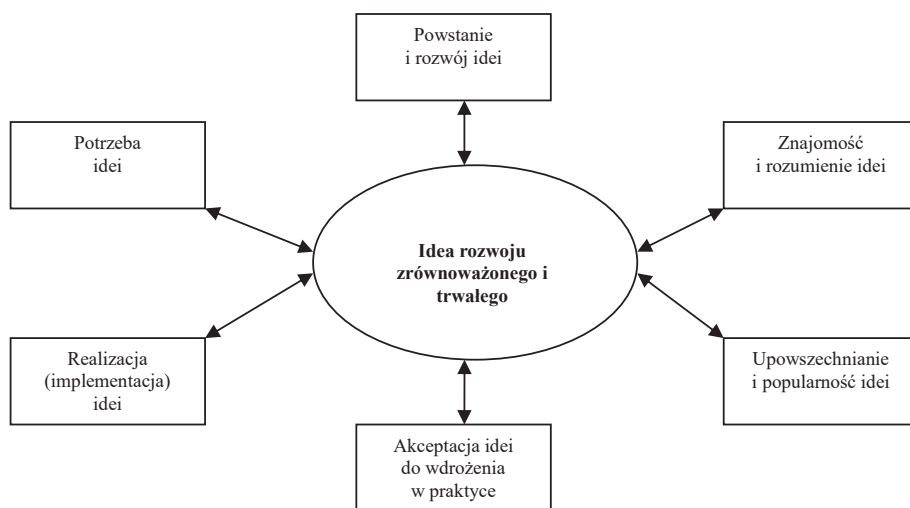 Powstanie
i rozwój idei
Potrzeba
idei
Znajomość
i rozumienie idei
Idea rozwoju
zrównoważonego i
trwałego
Realizacja
(implementacja)
idei
Upowszechnianie
i popularność idei
Akceptacja idei
do wdrożenia
w praktyce